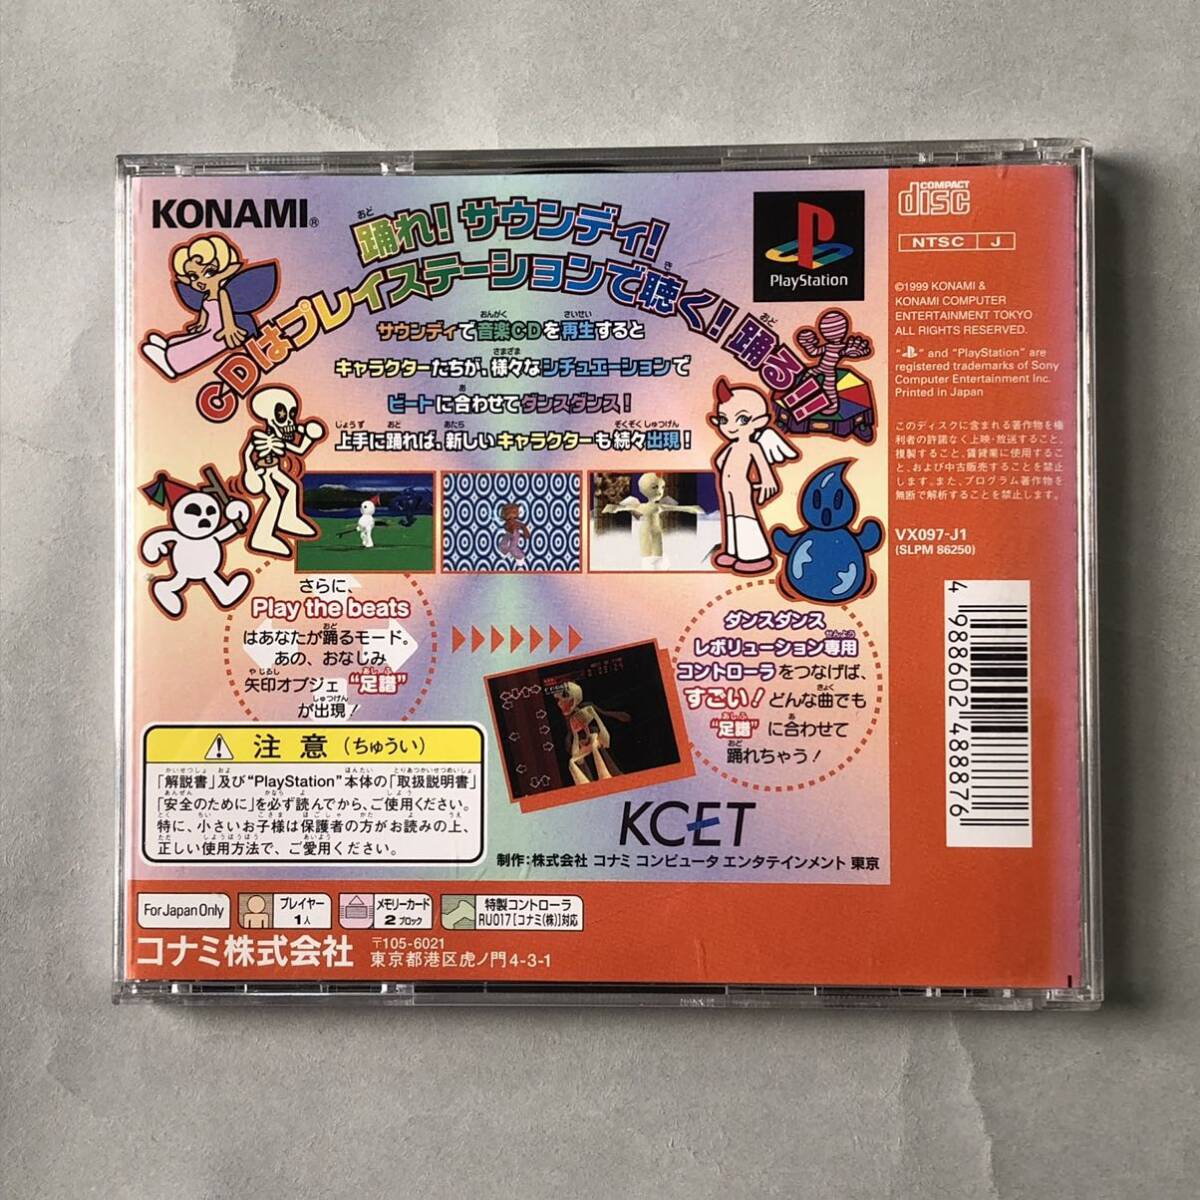 KONAMI®
踊れ！サウンディ！
CDはプレイステーションで聴く！踊る!!
サウンディで音楽CDを再生すると
キャラクターたちが、様々なシチュエーションで
ビートに合わせてダンスダンス！
上手に踊れば、新しいキャラクターも続々出現！
さらに、
Play the beats
はあなたが踊るモード。
あの、おなじみ
矢印オブジェ“足譜”
が出現！
ダンスダンス
レボリューション専用
コントローラをつなげば、
すごい！どんな曲でも
“足譜”に合わせて
踊れちゃう！
注意（ちゅうい）
「解説書」及び“PlayStation”本体の「取扱説明書」
「安全のために」を必ず読んでから、ご使用ください。
特に、小さいお子様は保護者の方がお読みの上、
正しい使用方法で、ご愛用ください。
KCET
制作：株式会社 コナミ コンピュータ エンタテインメント 東京
For Japan Only
プレイヤー
1人
メモリーカード
2ブロック
特製コントローラ
RU017［コナミ（株）］対応
コナミ株式会社
〒105-6021
東京都港区虎ノ門4-3-1
PlayStation
COMPACT
disc
NTSC J
©1999 KONAMI &
KONAMI COMPUTER
ENTERTAINMENT TOKYO
ALL RIGHTS RESERVED.
“ ” and “PlayStation” are
registered trademarks of Sony
Computer Entertainment Inc.
Printed in Japan
このディスクに含まれる著作物を権
利者の許諾なく上映・放送すること、
複製すること、賃貸業に使用するこ
と、および中古販売することを禁止
します。また、プログラム著作物を
無断で解析することを禁止します。
VX097-J1
(SLPM 86250)
4 988602 488876